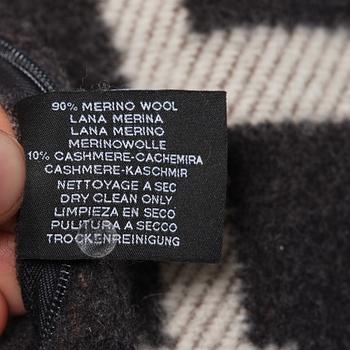 90% MERINO WOOL
LANA MERINA
LANA MERINO
MERINOWOLLE
10% CASHMERE-CACHEMIRA
CASHMERE-KASCHMIR
NETTOYAGE A SEC
DRY CLEAN ONLY
LIMPIEZA EN SECO
PULITURA A SECCO
TROCKENREINIGUNG